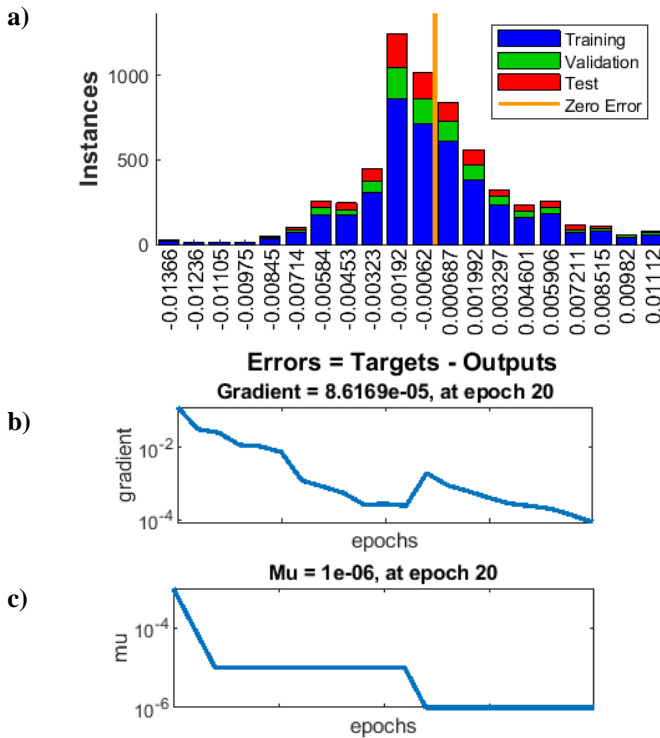 a)
Instances
1000
500
0
Training
Validation
Test
Zero Error
-0.01366
-0.01236
-0.01105
-0.00975
-0.00845
-0.00714
-0.00584
-0.00453
-0.00323
-0.00192
-0.00062
0.000687
0.001992
0.003297
0.004601
0.005906
0.007211
0.008515
0.00982
0.01112
Errors = Targets - Outputs
b)
Gradient = 8.6169e-05, at epoch 20
gradient
10-2
10-4
epochs
c)
Mu = 1e-06, at epoch 20
mu
10-4
10-6
epochs